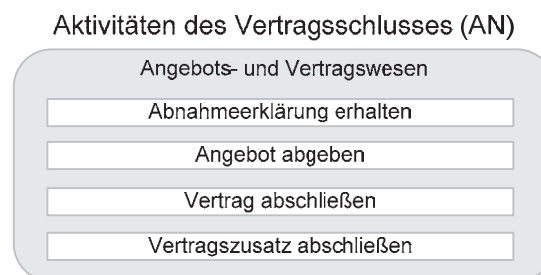 Aktivitäten des Vertragsschlusses (AN)
Angebots- und Vertragswesen
Abnahmeerklärung erhalten
Angebot abgeben
Vertrag abschließen
Vertragszusatz abschließen